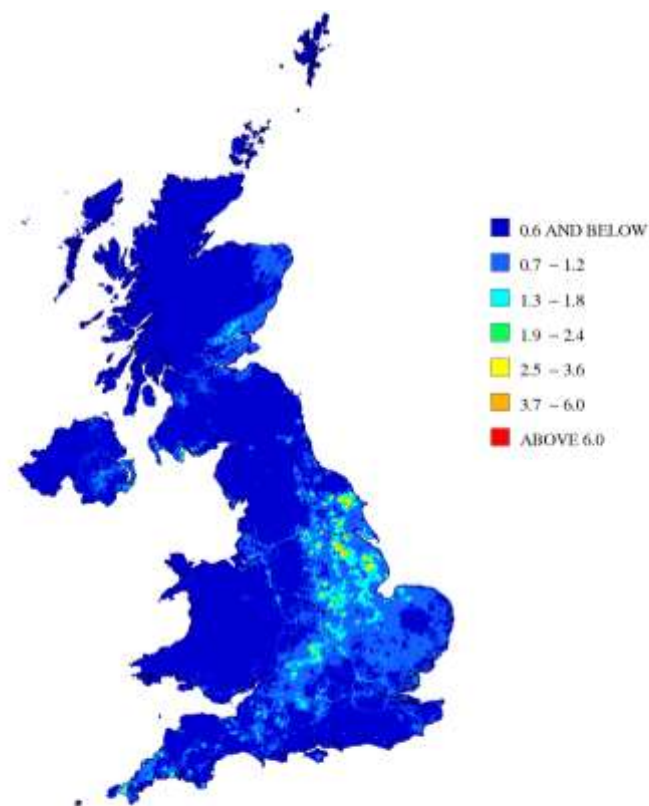 0.6 AND BELOW
0.7 – 1.2
1.3 – 1.8
1.9 – 2.4
2.5 – 3.6
3.7 – 6.0
ABOVE 6.0